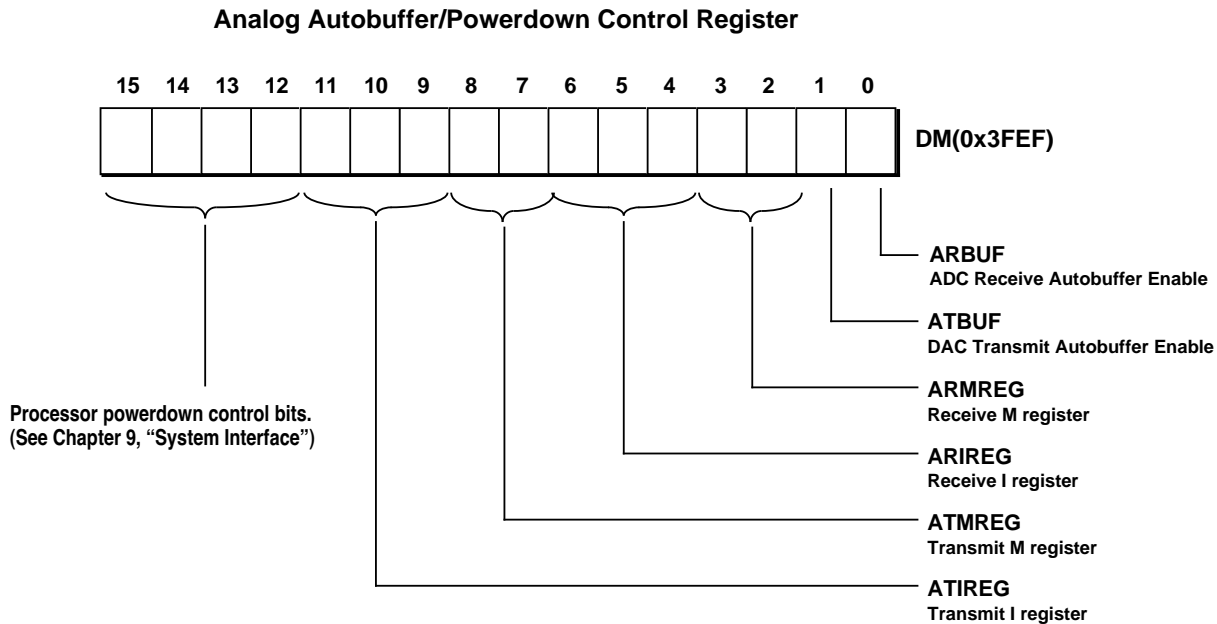 Analog Autobuffer/Powerdown Control Register
15 14 13 12 11 10 9 8 7 6 5 4 3 2 1 0
DM(0x3FEF)
ARBUF
ADC Receive Autobuffer Enable
ATBUF
DAC Transmit Autobuffer Enable
ARMREG
Receive M register
Processor powerdown control bits.
(See Chapter 9, “System Interface”)
ARIREG
Receive I register
ATMREG
Transmit M register
ATIREG
Transmit I register